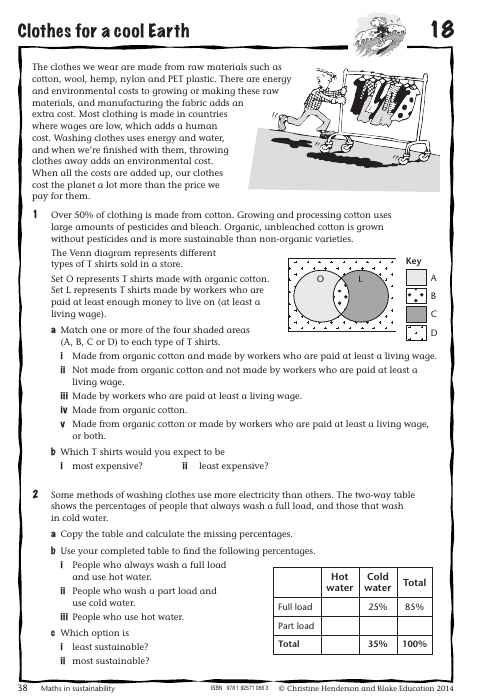 Clothes for a cool Earth
18
The clothes we wear are made from raw materials such as
cotton, wool, hemp, nylon and PET plastic. There are energy
and environmental costs to growing or making these raw
materials, and manufacturing the fabric adds an
extra cost. Most clothing is made in countries
where wages are low, which adds a human
cost. Washing clothes uses energy and water,
and when we're finished with them, throwing
clothes away adds an environmental cost.
When all the costs are added up, our clothes
cost the planet a lot more than the price we
pay for them.
1 Over 50% of clothing is made from cotton. Growing and processing cotton uses
large amounts of pesticides and bleach. Organic, unbleached cotton is grown
without pesticides and is more sustainable than non-organic varieties.
The Venn diagram represents different
types of T shirts sold in a store.
Set O represents T shirts made with organic cotton.
Set L represents T shirts made by workers who are
paid at least enough money to live on (at least a
living wage).
O L
Key
A
B
C
D
a Match one or more of the four shaded areas
(A, B, C or D) to each type of T shirts.
i Made from organic cotton and made by workers who are paid at least a living wage.
ii Not made from organic cotton and not made by workers who are paid at least a
living wage.
iii Made by workers who are paid at least a living wage.
iv Made from organic cotton.
v Made from organic cotton or made by workers who are paid at least a living wage,
or both.
b Which T shirts would you expect to be
i most expensive? ii least expensive?
2 Some methods of washing clothes use more electricity than others. The two-way table
shows the percentages of people that always wash a full load, and those that wash
in cold water.
a Copy the table and calculate the missing percentages.
b Use your completed table to find the following percentages.
i People who always wash a full load
and use hot water.
ii People who wash a part load and
use cold water.
iii People who use hot water.
c Which option is
i least sustainable?
ii most sustainable?
Hot water Cold water Total
Full load 25% 85%
Part load
Total 35% 100%
38 Maths in sustainability ISBN 978 1 92571 066 3 © Christine Henderson and Blake Education 2014